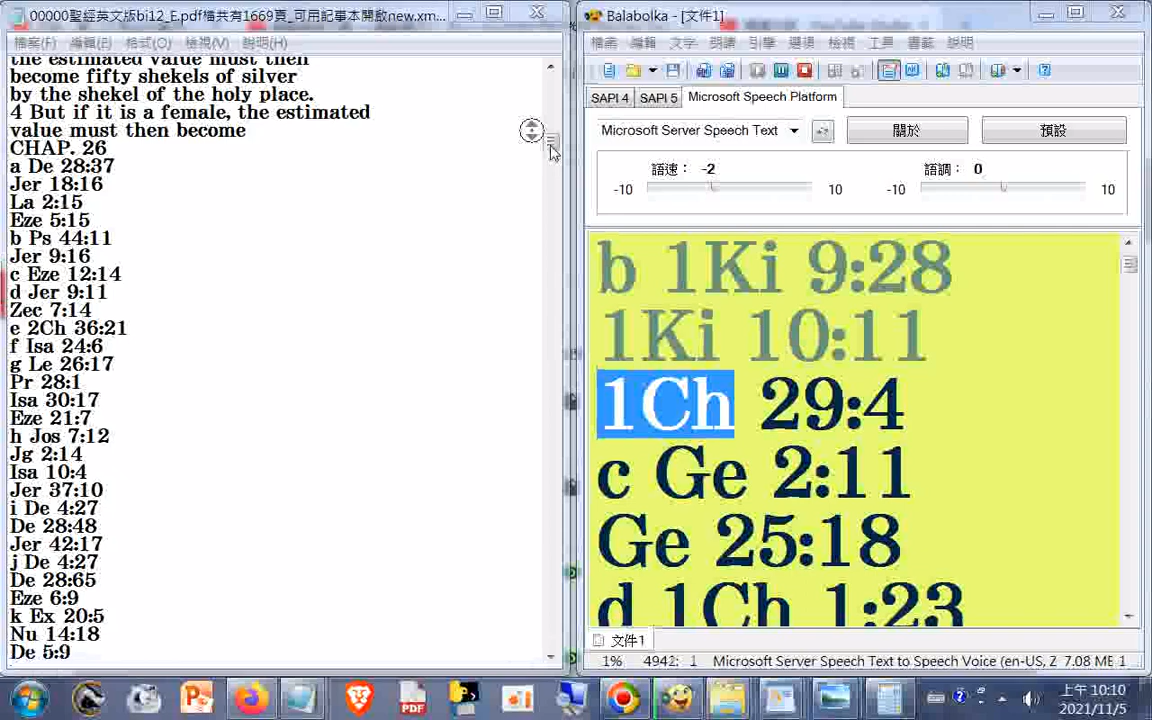 00000聖經英文版bi12_E.pdf檔共有1669頁_可用記事本開啟new.xm...
檔案(F) 編輯(E) 格式(O) 檢視(V) 說明(H)
the estimated value must then
become fifty shekels of silver
by the shekel of the holy place.
4 But if it is a female, the estimated
value must then become
CHAP. 26
a De 28:37
Jer 18:16
La 2:15
Eze 5:15
b Ps 44:11
Jer 9:16
c Eze 12:14
d Jer 9:11
Zec 7:14
e 2Ch 36:21
f Isa 24:6
g Le 26:17
Pr 28:1
Isa 30:17
Eze 21:7
h Jos 7:12
Jg 2:14
Isa 10:4
Jer 37:10
i De 4:27
De 28:48
Jer 42:17
j De 4:27
De 28:65
Eze 6:9
k Ex 20:5
Nu 14:18
De 5:9
Balabolka - [文件1]
檔案 編輯 文字 朗讀 引擎 選項 檢視 工具 書籤 說明
SAPI 4 SAPI 5 Microsoft Speech Platform
Microsoft Server Speech Text 關於 預設
語速： -2 語調： 0
-10 10 -10 10
b 1Ki 9:28
1Ki 10:11
1Ch 29:4
c Ge 2:11
Ge 25:18
d 1Ch 1:23
文件1
1% 4942: 1 Microsoft Server Speech Text to Speech Voice (en-US, Z 7.08 ME 1
PDF
上午 10:10
2021/11/5